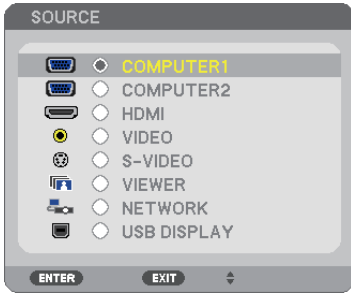 SOURCE
COMPUTER1
COMPUTER2
HDMI
VIDEO
S-VIDEO
VIEWER
NETWORK
USB DISPLAY
ENTER EXIT